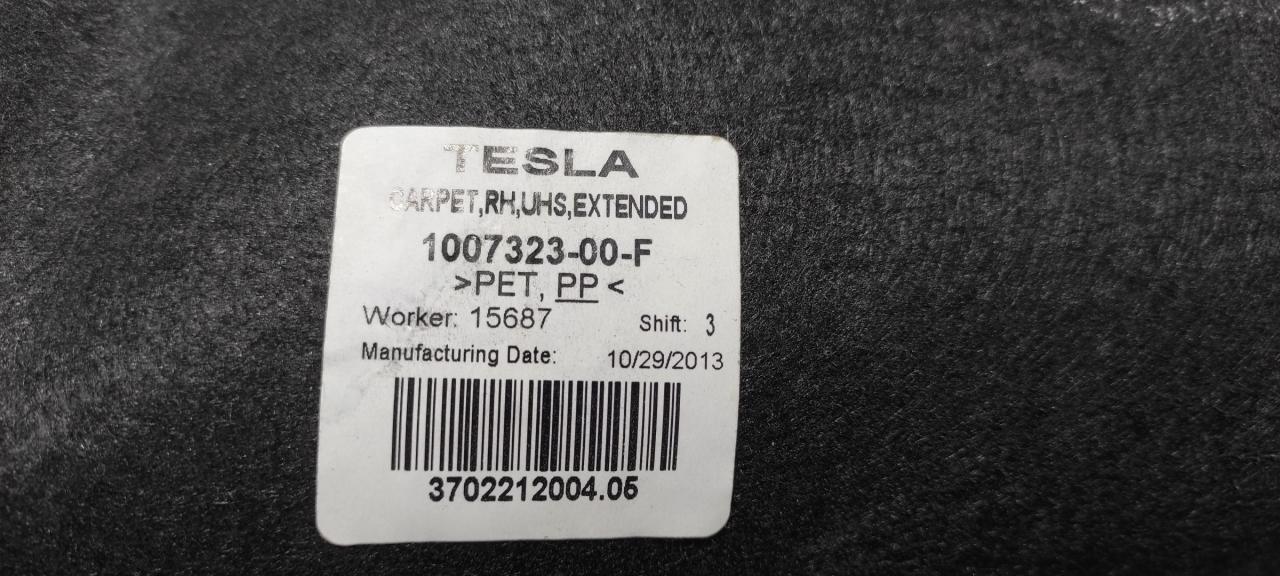 TESLA
CARPET,RH,UHS,EXTENDED
1007323-00-F
>PET, PP <
Worker: 15687 Shift: 3
Manufacturing Date: 10/29/2013
3702212004.05